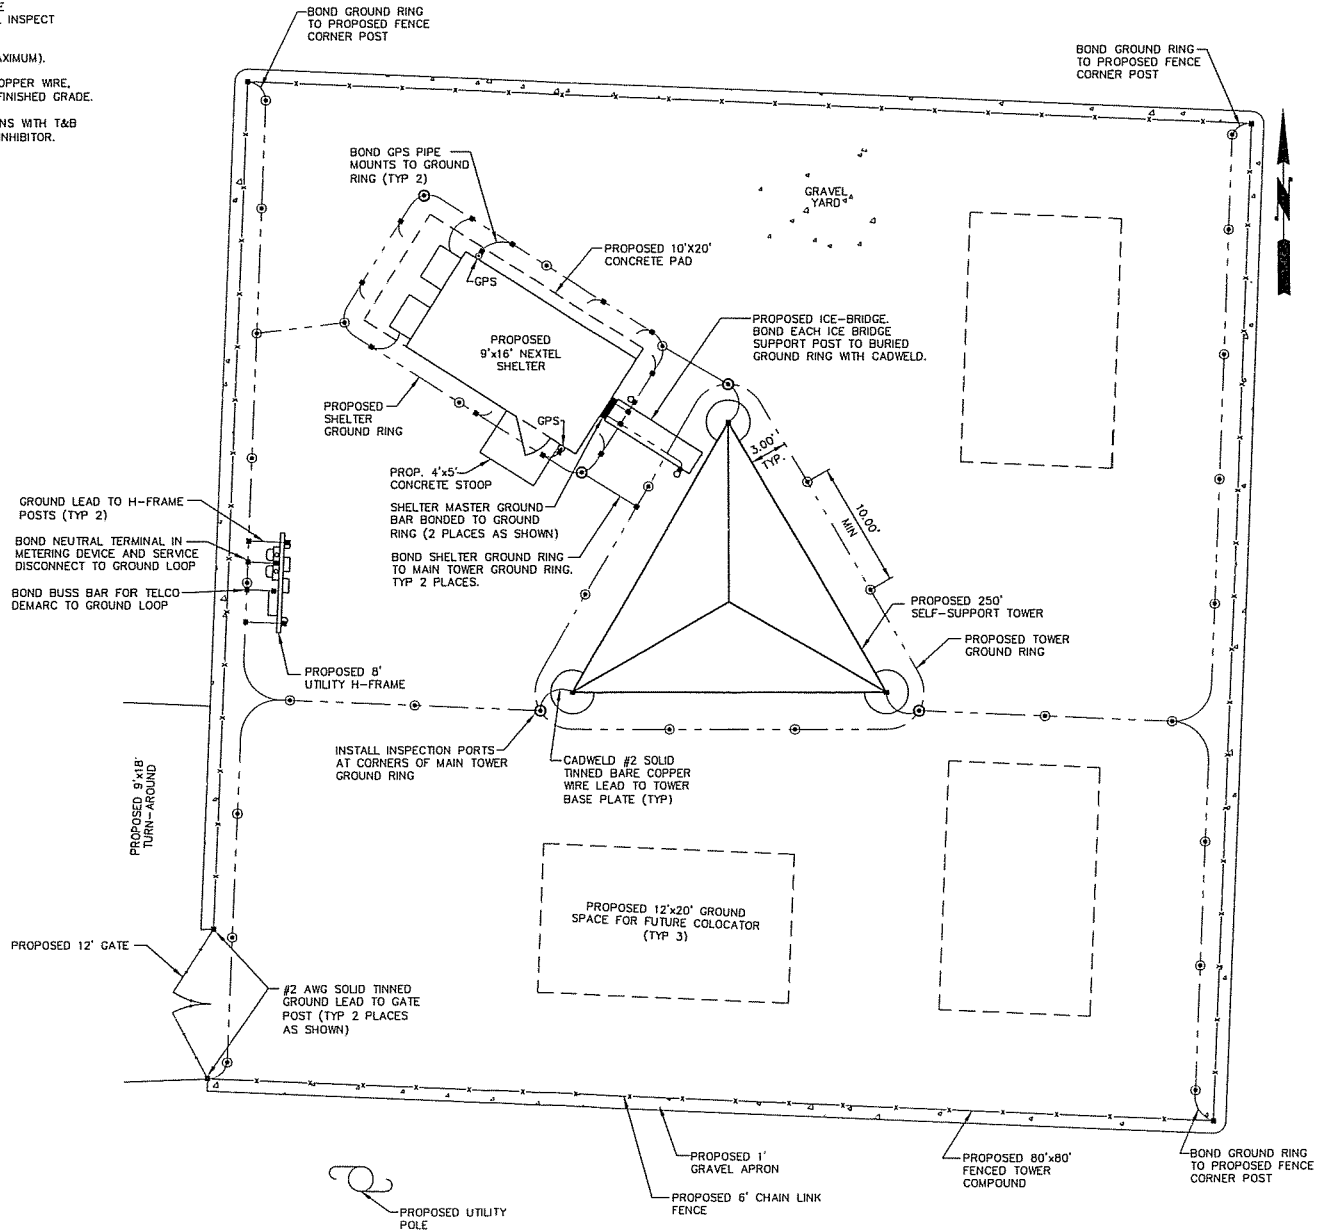 E
INSPECT
AXIMUM).
OPPER WIRE,
FINISHED GRADE.
NS WITH T&B
INHIBITOR.
BOND GROUND RING
TO PROPOSED FENCE
CORNER POST
BOND GROUND RING
TO PROPOSED FENCE
CORNER POST
N
BOND GPS PIPE
MOUNTS TO GROUND
RING (TYP 2)
GRAVEL
YARD
PROPOSED 10'X20'
CONCRETE PAD
GPS
PROPOSED ICE-BRIDGE.
BOND EACH ICE BRIDGE
SUPPORT POST TO BURIED
GROUND RING WITH CADWELD.
PROPOSED
9'x16' NEXTEL
SHELTER
PROPOSED
SHELTER
GROUND RING
GPS
3.00'
TYP.
PROP. 4'x5'
CONCRETE STOOP
10.00'
MIN
GROUND LEAD TO H-FRAME
POSTS (TYP 2)
SHELTER MASTER GROUND
BAR BONDED TO GROUND
RING (2 PLACES AS SHOWN)
BOND NEUTRAL TERMINAL IN
METERING DEVICE AND SERVICE
DISCONNECT TO GROUND LOOP
BOND SHELTER GROUND RING
TO MAIN TOWER GROUND RING.
TYP 2 PLACES.
BOND BUSS BAR FOR TELCO
DEMARC TO GROUND LOOP
PROPOSED 250'
SELF-SUPPORT TOWER
PROPOSED TOWER
GROUND RING
PROPOSED 8'
UTILITY H-FRAME
INSTALL INSPECTION PORTS
AT CORNERS OF MAIN TOWER
GROUND RING
CADWELD #2 SOLID
TINNED BARE COPPER
WIRE LEAD TO TOWER
BASE PLATE (TYP)
PROPOSED 9'x18'
TURN-AROUND
PROPOSED 12'x20' GROUND
SPACE FOR FUTURE COLOCATOR
(TYP 3)
PROPOSED 12' GATE
#2 AWG SOLID TINNED
GROUND LEAD TO GATE
POST (TYP 2 PLACES
AS SHOWN)
PROPOSED 1'
GRAVEL APRON
PROPOSED 80'x80'
FENCED TOWER
COMPOUND
BOND GROUND RING
TO PROPOSED FENCE
CORNER POST
PROPOSED 6' CHAIN LINK
FENCE
PROPOSED UTILITY
POLE